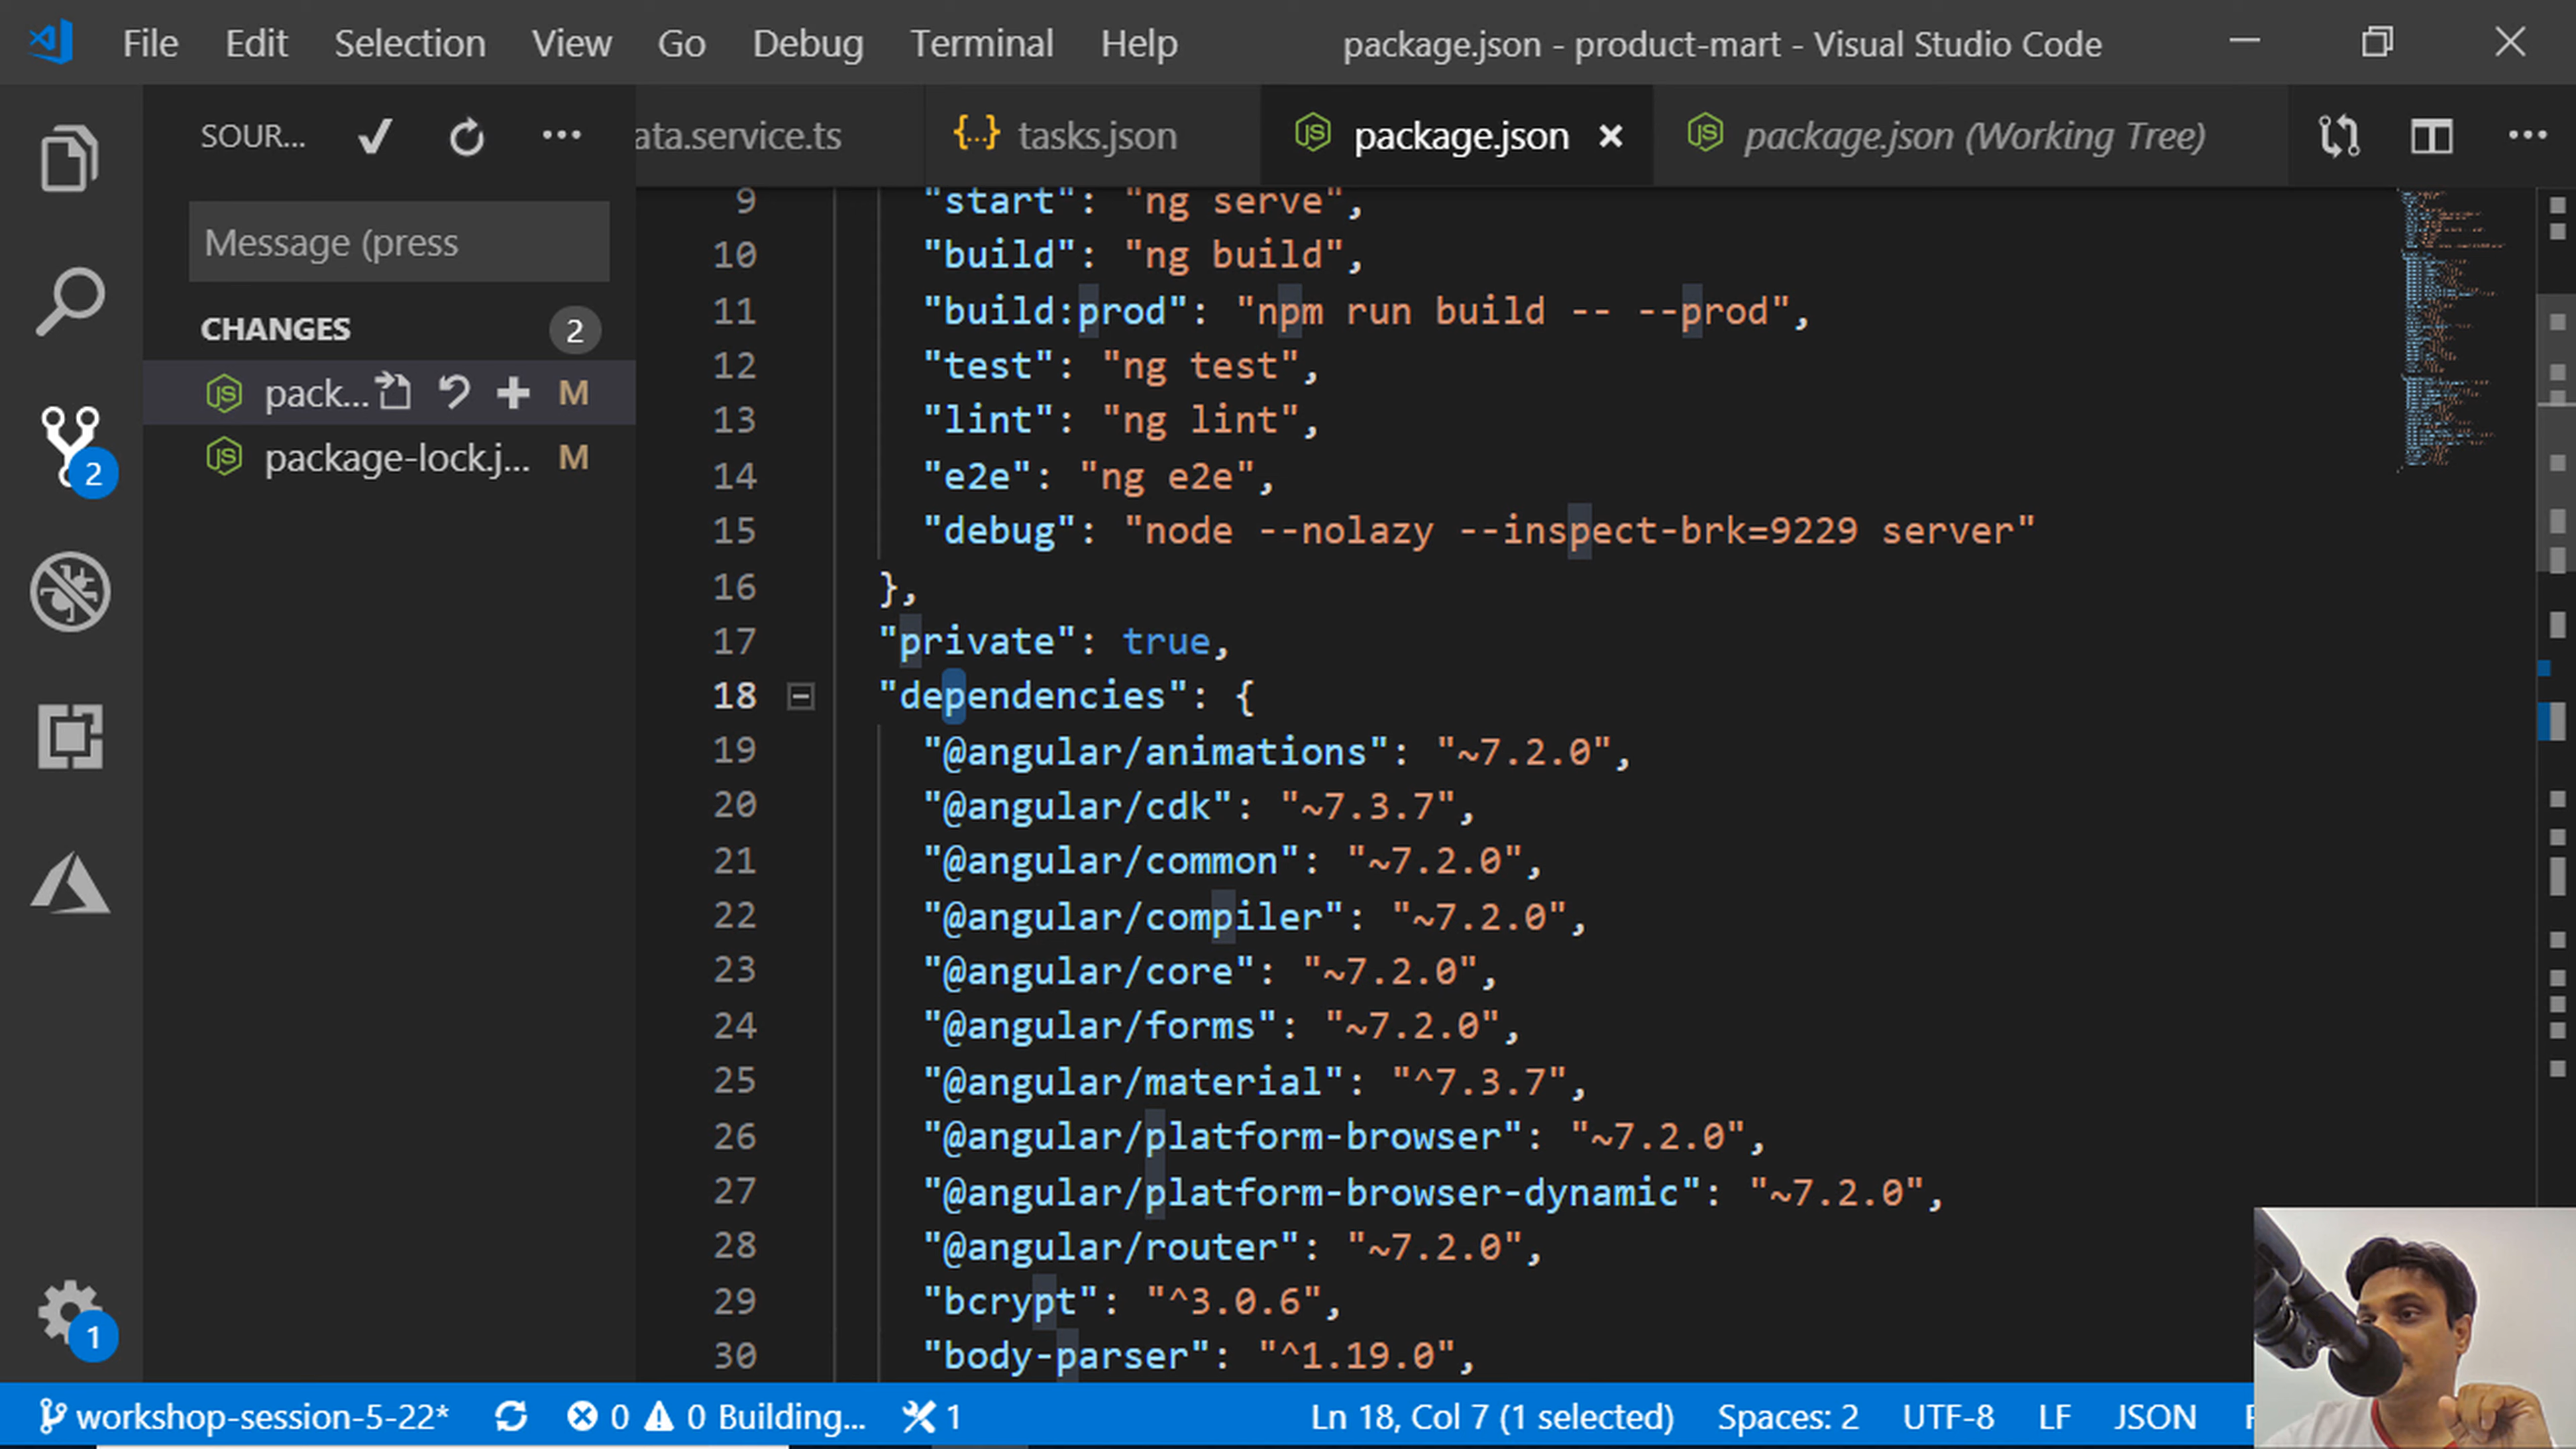 File Edit Selection View Go Debug Terminal Help package.json - product-mart - Visual Studio Code
SOUR...
ata.service.ts {..} tasks.json package.json package.json (Working Tree)
Message (press
CHANGES 2
pack... M
package-lock.j... M
2
1
9 "start": "ng serve",
10 "build": "ng build",
11 "build:prod": "npm run build -- --prod",
12 "test": "ng test",
13 "lint": "ng lint",
14 "e2e": "ng e2e",
15 "debug": "node --nolazy --inspect-brk=9229 server"
16 },
17 "private": true,
18 "dependencies": {
19 "@angular/animations": "~7.2.0",
20 "@angular/cdk": "~7.3.7",
21 "@angular/common": "~7.2.0",
22 "@angular/compiler": "~7.2.0",
23 "@angular/core": "~7.2.0",
24 "@angular/forms": "~7.2.0",
25 "@angular/material": "^7.3.7",
26 "@angular/platform-browser": "~7.2.0",
27 "@angular/platform-browser-dynamic": "~7.2.0",
28 "@angular/router": "~7.2.0",
29 "bcrypt": "^3.0.6",
30 "body-parser": "^1.19.0",
workshop-session-5-22* 0 0 Building... 1 Ln 18, Col 7 (1 selected) Spaces: 2 UTF-8 LF JSON